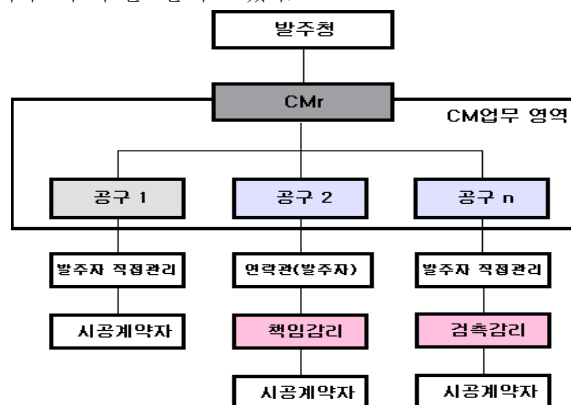 발주청
CMr
CM업무 영역
공구 1
공구 2
공구 n
발주자 직접관리
연락관(발주자)
발주자 직접관리
시공계약자
책임감리
검측감리
시공계약자
시공계약자